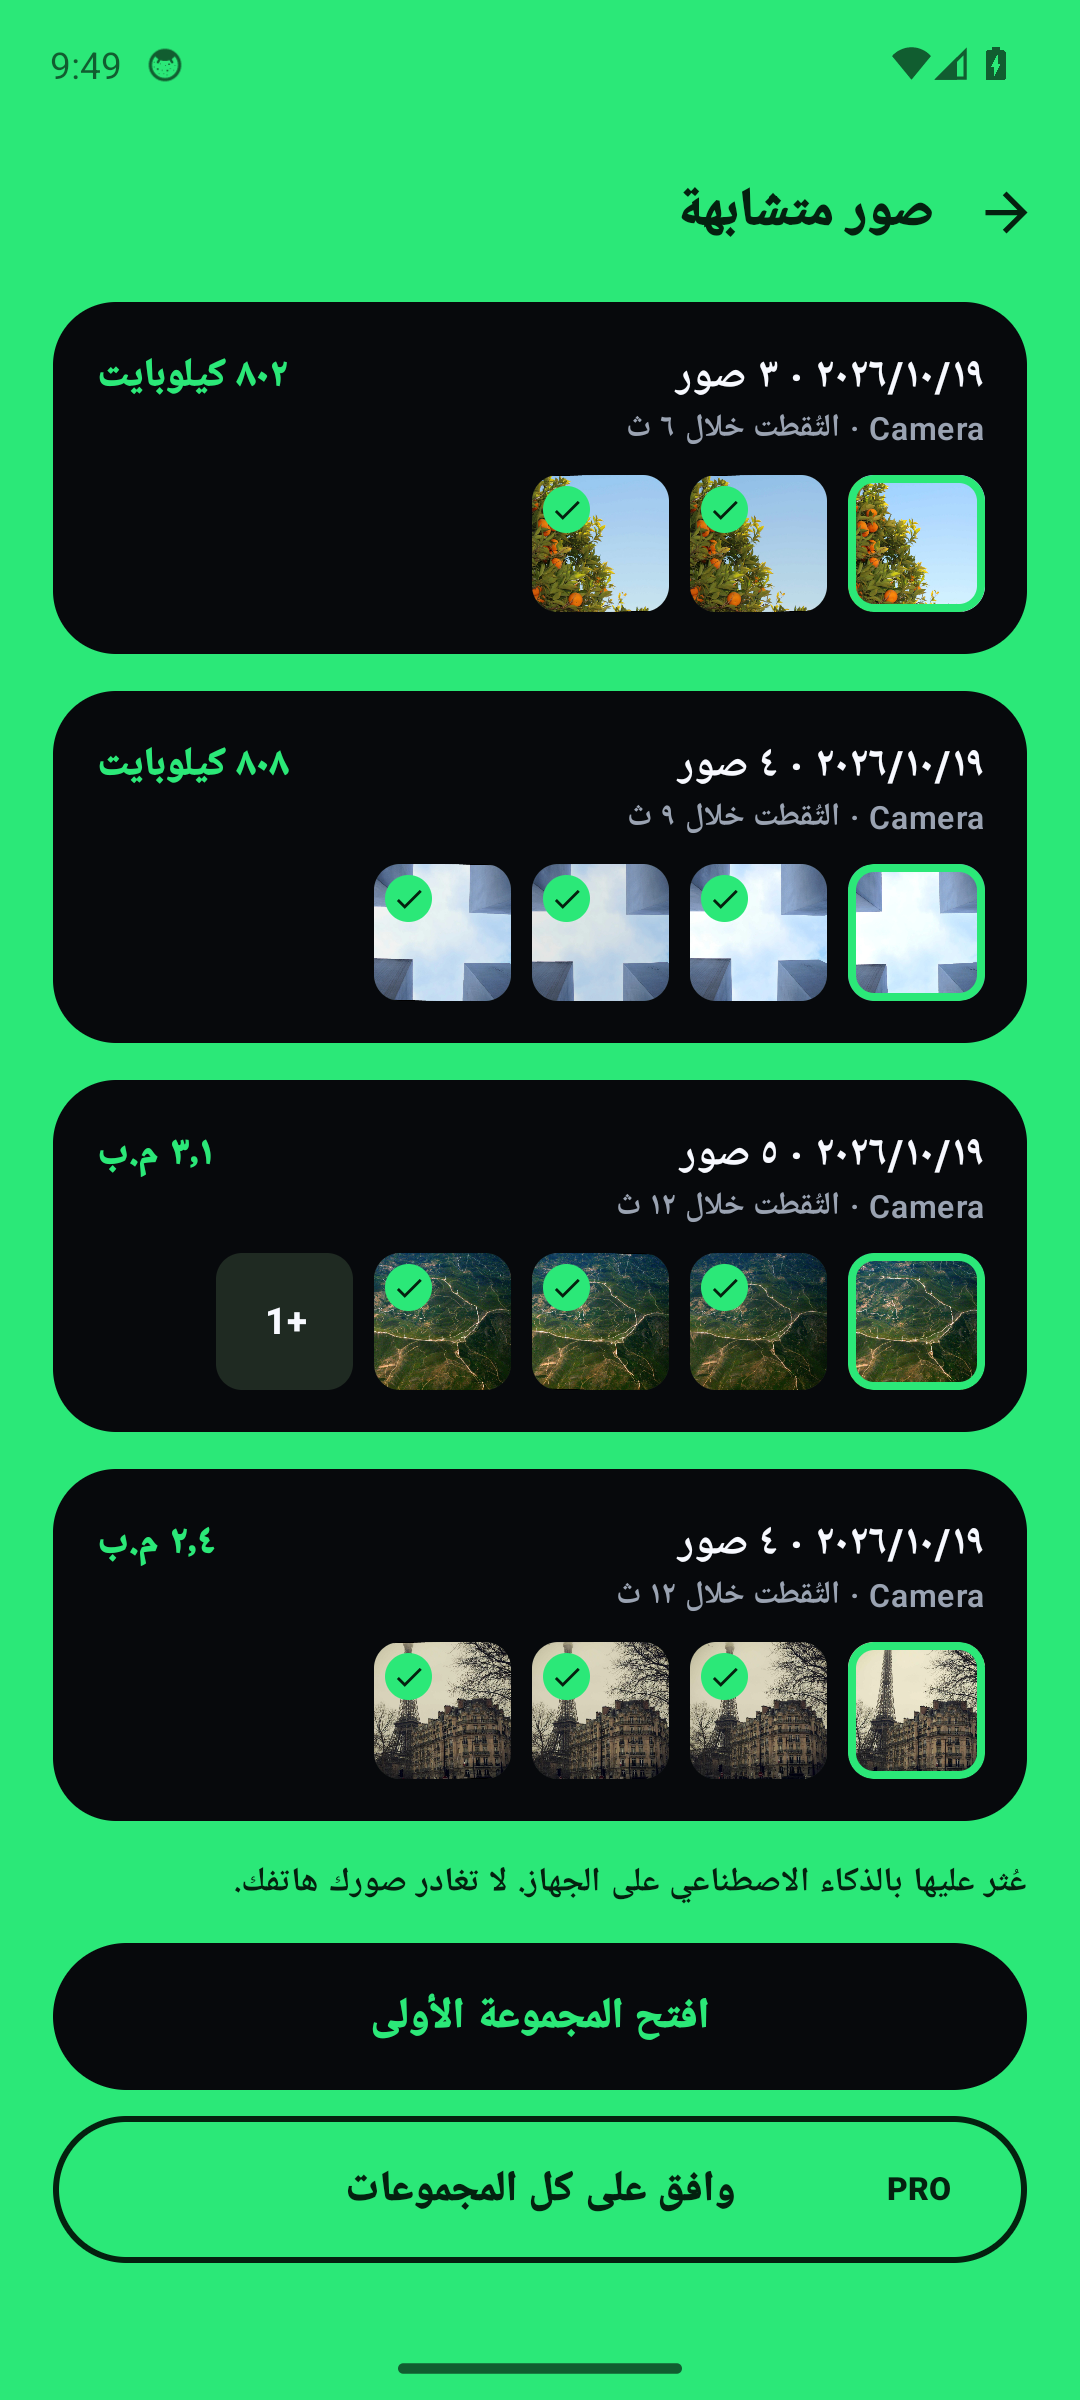 9:49
صور متشابهة
٢٠٢٦/١٠/١٩ • ٣ صور
٨٠٢ كيلوبايت
Camera · التُقطت خلال ٦ ث
٢٠٢٦/١٠/١٩ • ٤ صور
٨٠٨ كيلوبايت
Camera · التُقطت خلال ٩ ث
٢٠٢٦/١٠/١٩ • ٥ صور
٣,١ م.ب
Camera · التُقطت خلال ١٢ ث
1+
٢٠٢٦/١٠/١٩ • ٤ صور
٢,٤ م.ب
Camera · التُقطت خلال ١٢ ث
عُثر عليها بالذكاء الاصطناعي على الجهاز. لا تغادر صورك هاتفك.
افتح المجموعة الأولى
PRO
وافق على كل المجموعات